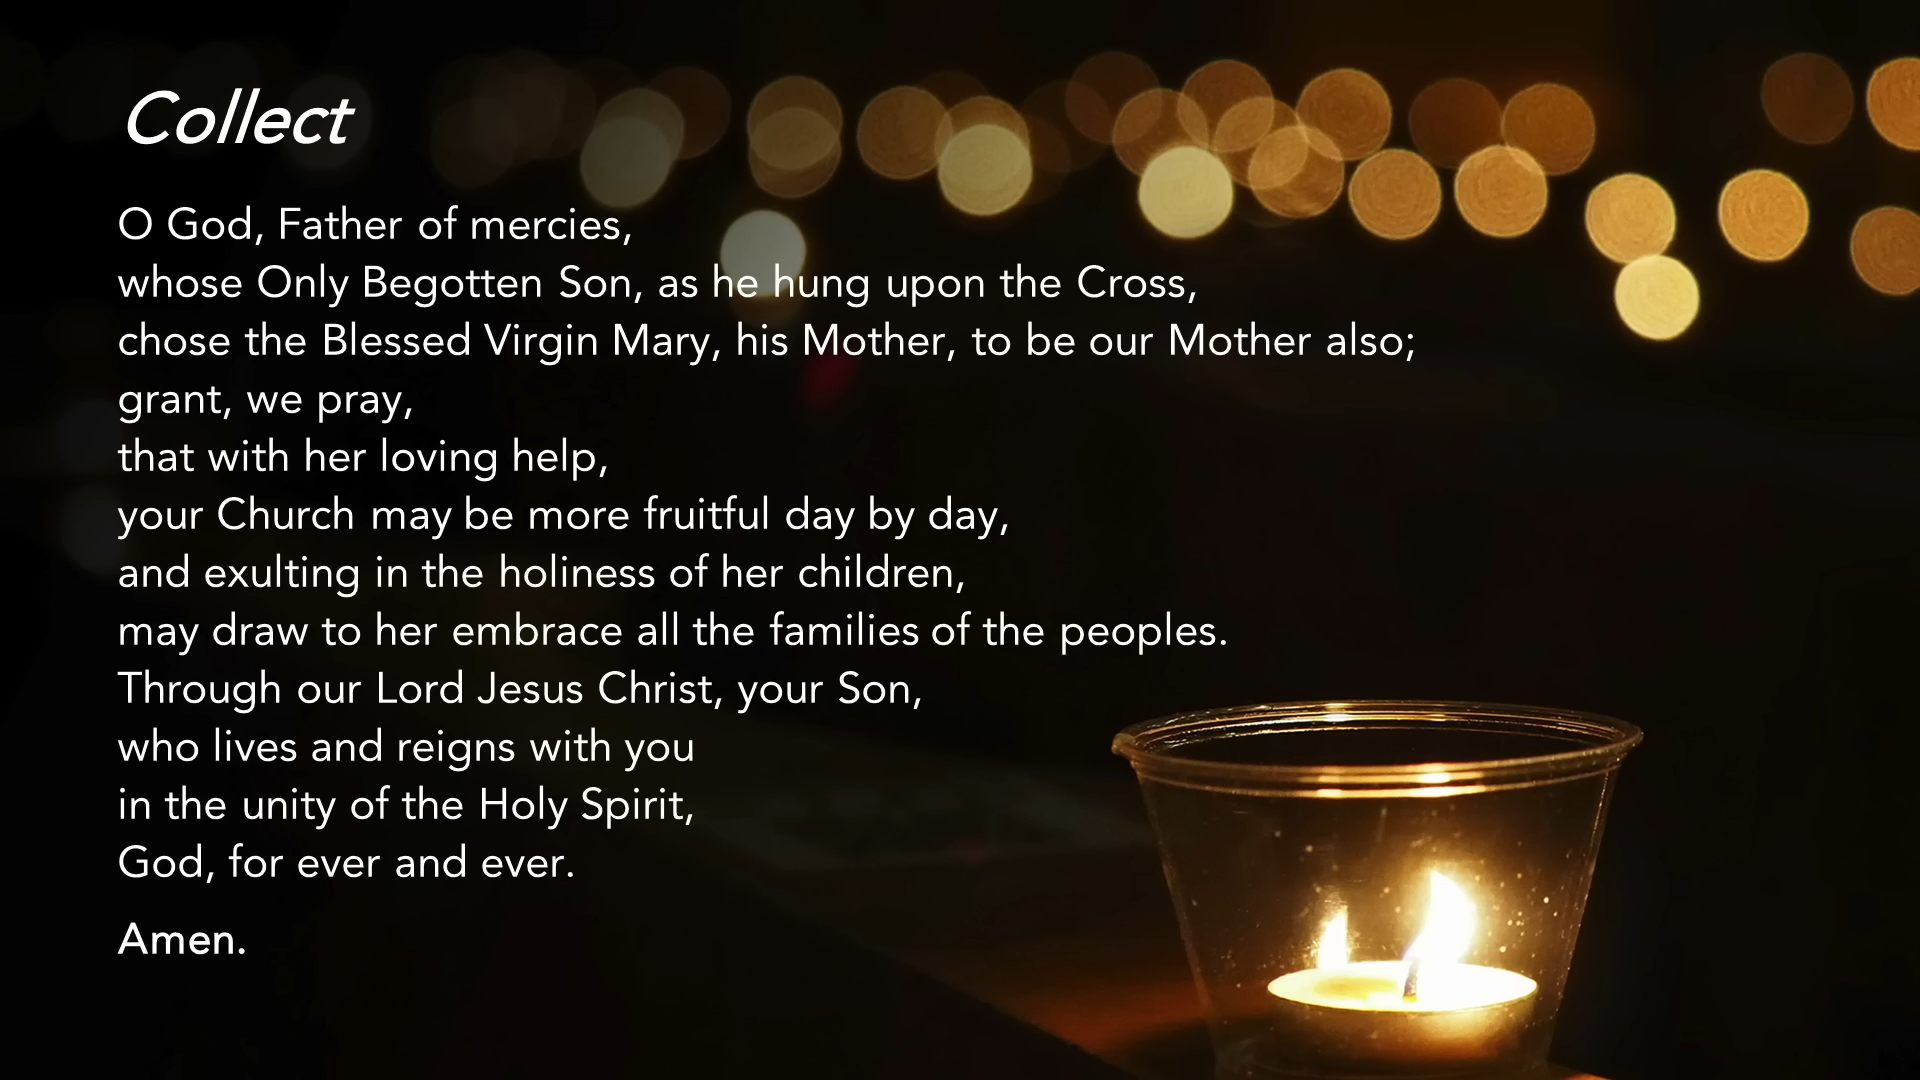 Collect
O God, Father of mercies,
whose Only Begotten Son, as he hung upon the Cross,
chose the Blessed Virgin Mary, his Mother, to be our Mother also;
grant, we pray,
that with her loving help,
your Church may be more fruitful day by day,
and exulting in the holiness of her children,
may draw to her embrace all the families of the peoples.
Through our Lord Jesus Christ, your Son,
who lives and reigns with you
in the unity of the Holy Spirit,
God, for ever and ever.
Amen.